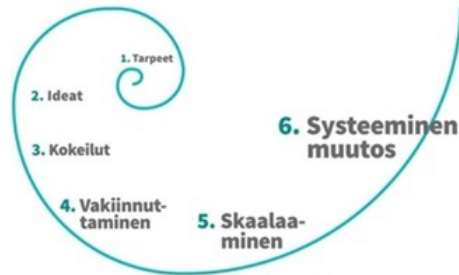 1. Tarpeet
2. Ideat
3. Kokeilut
4. Vakiinnut-
taminen
5. Skaalaa-
minen
6. Systeeminen
muutos